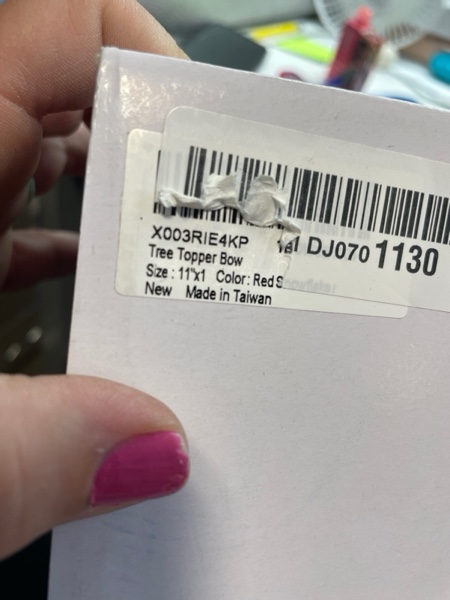 X003RIE4KP
DJ070 1130
Tree Topper Bow
Size : 11"x1 Color: Red S
New Made in Taiwan